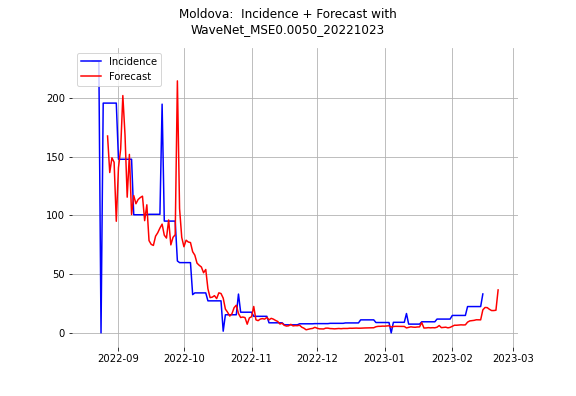 Moldova:  Incidence + Forecast with
WaveNet_MSE0.0050_20221023
Incidence
Forecast
200
150
100
50
0
2022-09 2022-10 2022-11 2022-12 2023-01 2023-02 2023-03